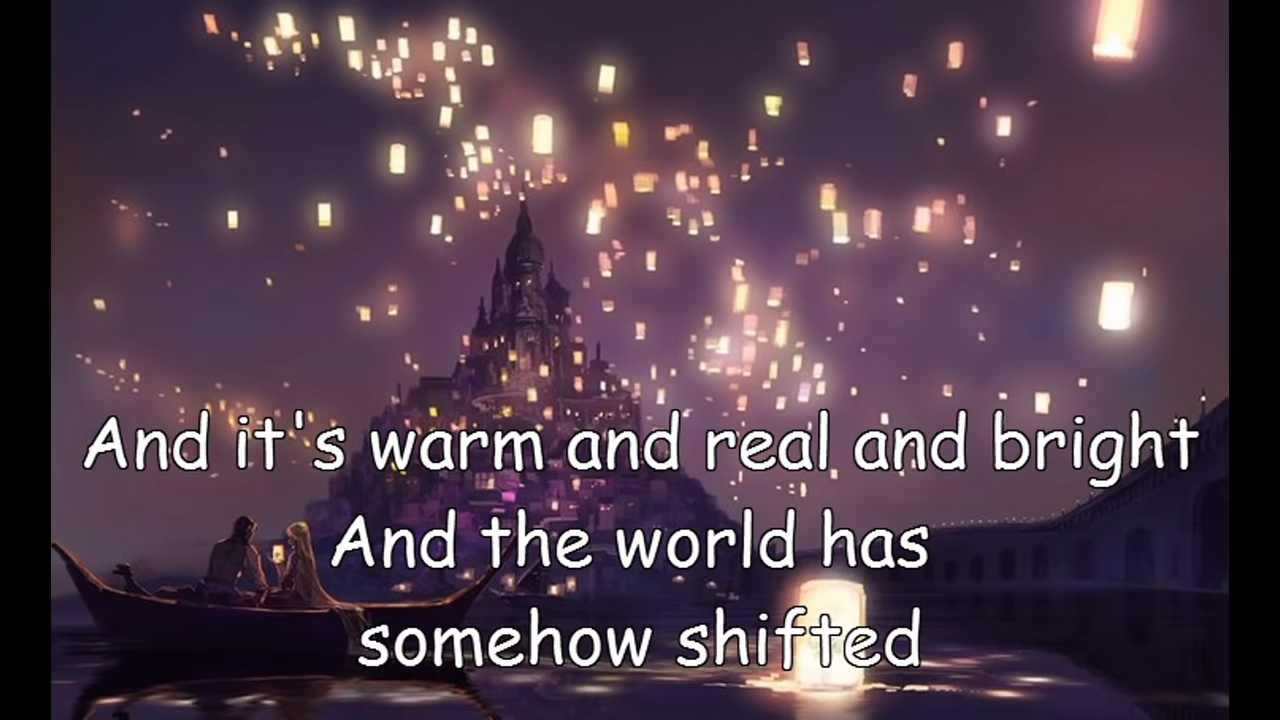 And it's warm and real and bright
And the world has
somehow shifted